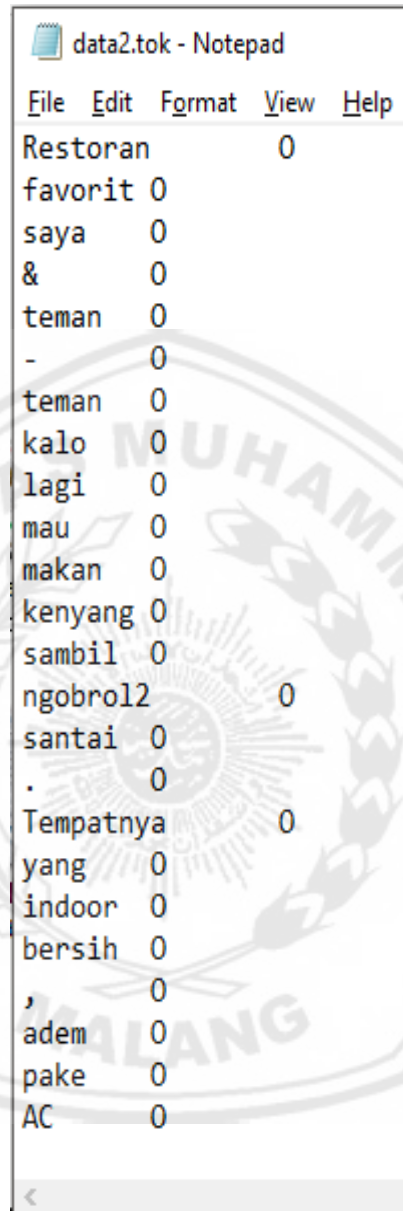 data2.tok - Notepad
File Edit Format View Help
Restoran 0
favorit 0
saya 0
& 0
teman 0
- 0
teman 0
kalo 0
lagi 0
mau 0
makan 0
kenyang 0
sambil 0
ngobrol2 0
santai 0
. 0
Tempatnya 0
yang 0
indoor 0
bersih 0
, 0
adem 0
pake 0
AC 0
MALANG